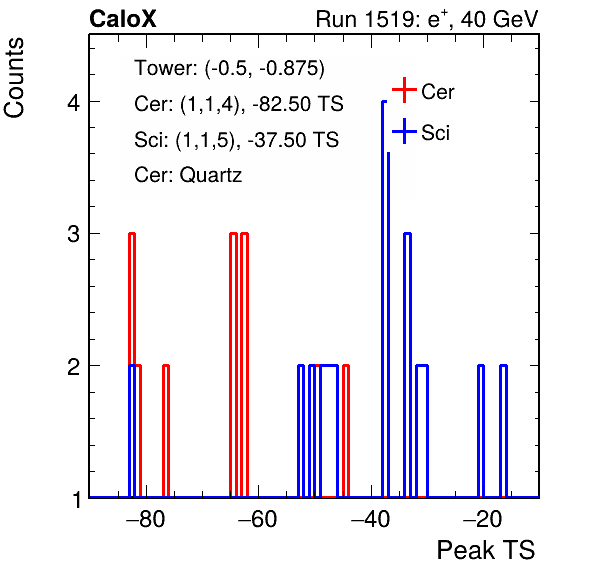 CaloX Run 1519: e⁺, 40 GeV
Counts
Tower: (-0.5, -0.875)
Cer: (1,1,4), -82.50 TS
Sci: (1,1,5), -37.50 TS
Cer: Quartz
Cer
Sci
4
3
2
1
−80 −60 −40 −20
Peak TS